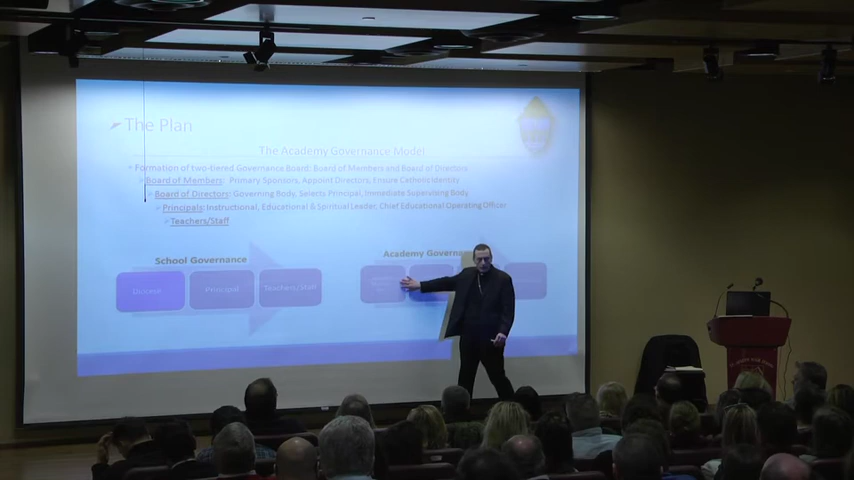 The Plan
The Academy Governance Model
Formation of two-tiered Governance Board: Board of Members and Board of Directors
Board of Members: Primary Sponsors, Appoint Directors, Ensure Catholic Identity
Board of Directors: Governing Body, Selects Principal, Immediate Supervising Body
Principals: Instructional, Educational & Spiritual Leader, Chief Educational Operating Officer
Teachers/Staff
School Governance
Academy Governa
Diocese
Principal
Teachers/Staff